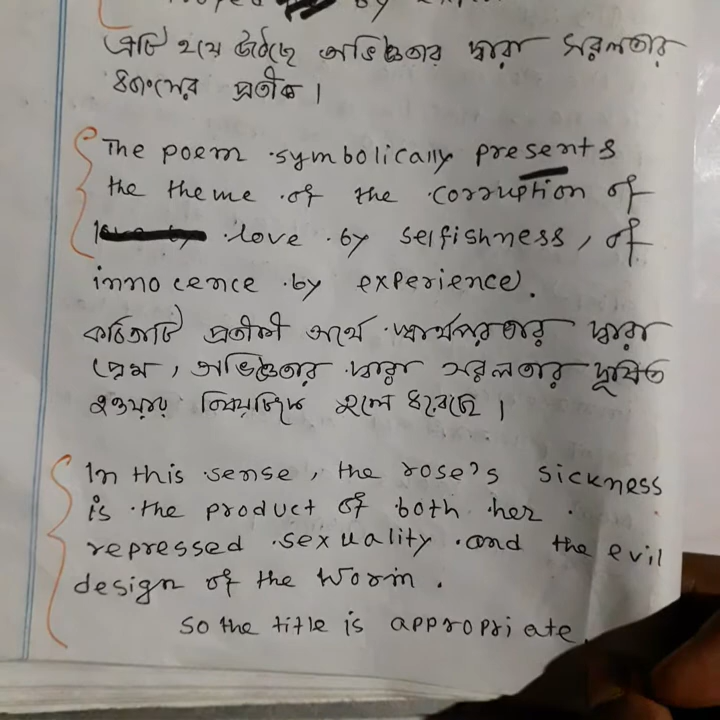 by
এটি হয়ে উঠেছে অভিজ্ঞতার দ্বারা সরলতার
ধ্বংসের প্রতীক।
The poem symbolically presents
the theme of the corruption of
love by selfishness, of
innocence by experience.
কবিতাটি প্রতীকী অর্থে স্বার্থপরতার দ্বারা
প্রেম, অভিজ্ঞতার দ্বারা সরলতার দূষিত
হওয়ার বিষয়টিকে তুলে ধরেছে।
In this sense, the rose's sickness
is the product of both her
repressed sexuality and the evil
design of the worm.
So the title is appropriate.